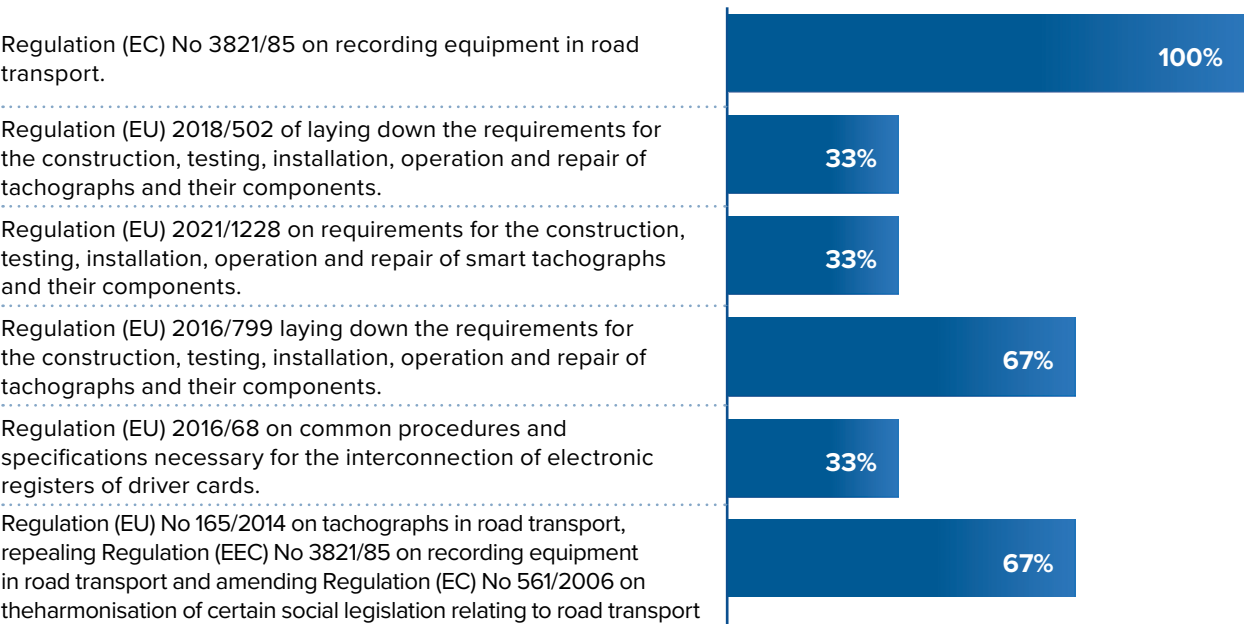 Regulation (EC) No 3821/85 on recording equipment in road
transport.
100%
Regulation (EU) 2018/502 of laying down the requirements for
the construction, testing, installation, operation and repair of
tachographs and their components.
33%
Regulation (EU) 2021/1228 on requirements for the construction,
testing, installation, operation and repair of smart tachographs
and their components.
33%
Regulation (EU) 2016/799 laying down the requirements for
the construction, testing, installation, operation and repair of
tachographs and their components.
67%
Regulation (EU) 2016/68 on common procedures and
specifications necessary for the interconnection of electronic
registers of driver cards.
33%
Regulation (EU) No 165/2014 on tachographs in road transport,
repealing Regulation (EEC) No 3821/85 on recording equipment
in road transport and amending Regulation (EC) No 561/2006 on
theharmonisation of certain social legislation relating to road transport
67%